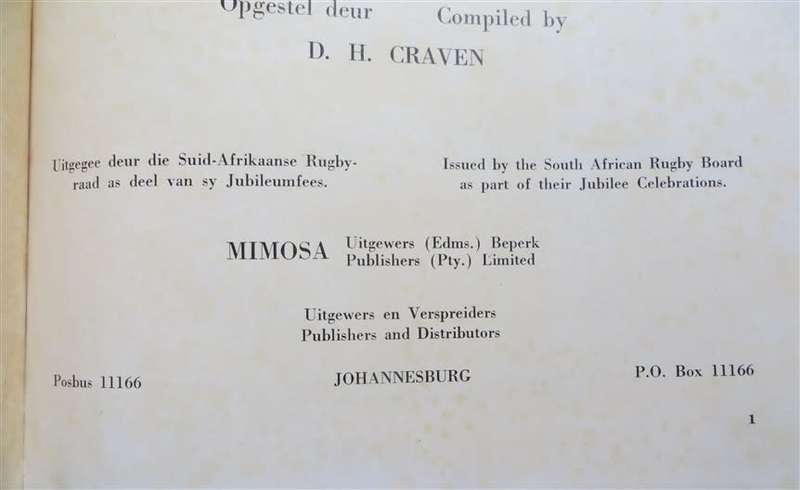 Opgestel deur Compiled by
D. H. CRAVEN
Uitgegee deur die Suid-Afrikaanse Rugby-
raad as deel van sy Jubileumfees.
Issued by the South African Rugby Board
as part of their Jubilee Celebrations.
MIMOSA
Uitgewers (Edms.) Beperk
Publishers (Pty.) Limited
Uitgewers en Verspreiders
Publishers and Distributors
Posbus 11166 JOHANNESBURG P.O. Box 11166
1